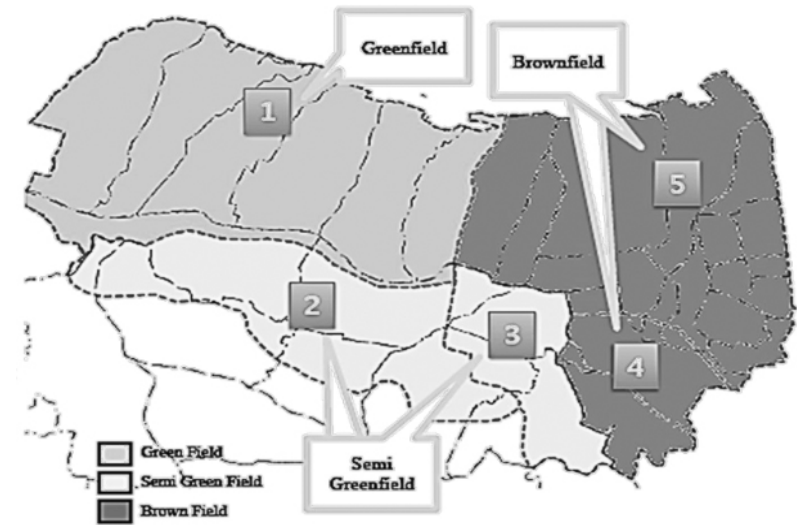 Greenfield
Brownfield
1
5
2
3
4
Semi
Greenfield
Green Field
Semi Green Field
Brown Field